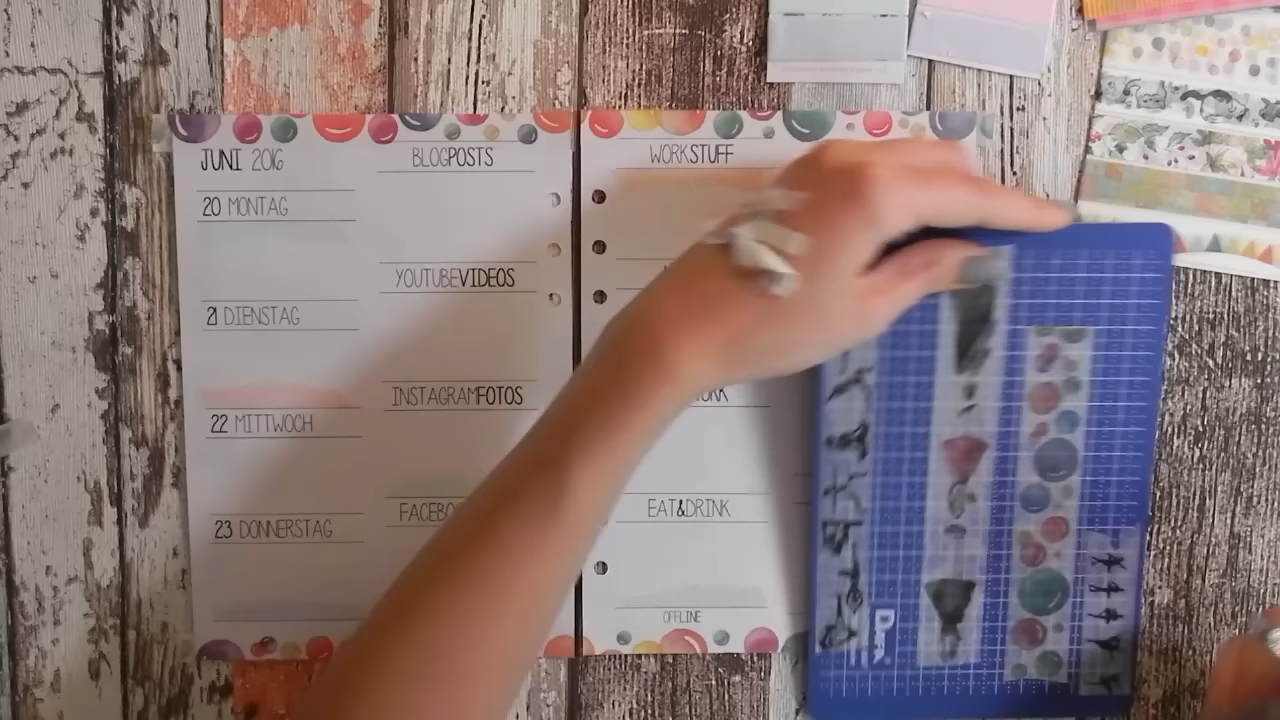 JUNI 2016
20 MONTAG
21 DIENSTAG
22 MITTWOCH
23 DONNERSTAG
BLOGPOSTS
YOUTUBEVIDEOS
INSTAGRAMFOTOS
WORKSTUFF
EAT&DRINK
OFFLINE